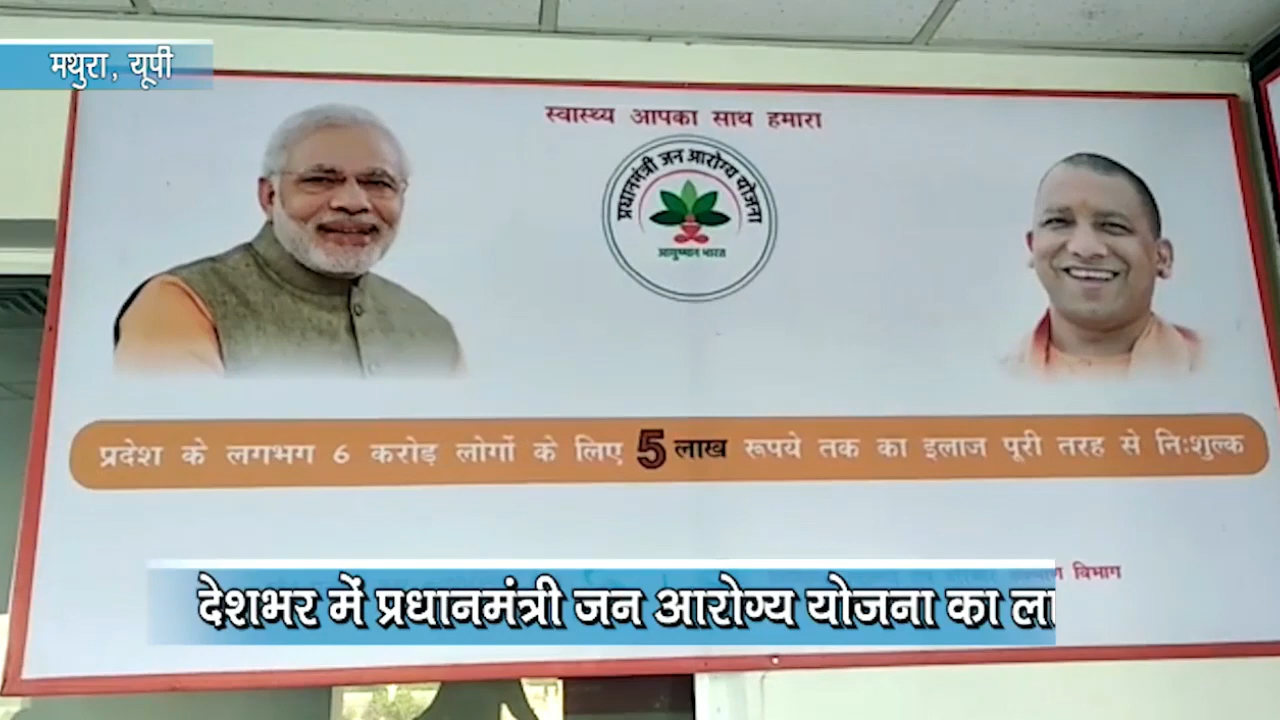 मथुरा, यूपी
स्वास्थ्य आपका साथ हमारा
प्रधानमंत्री जन आरोग्य योजना
आयुष्मान भारत
प्रदेश के लगभग 6 करोड़ लोगों के लिए 5 लाख रूपये तक का इलाज पूरी तरह से निःशुल्क
विभाग
देशभर में प्रधानमंत्री जन आरोग्य योजना का